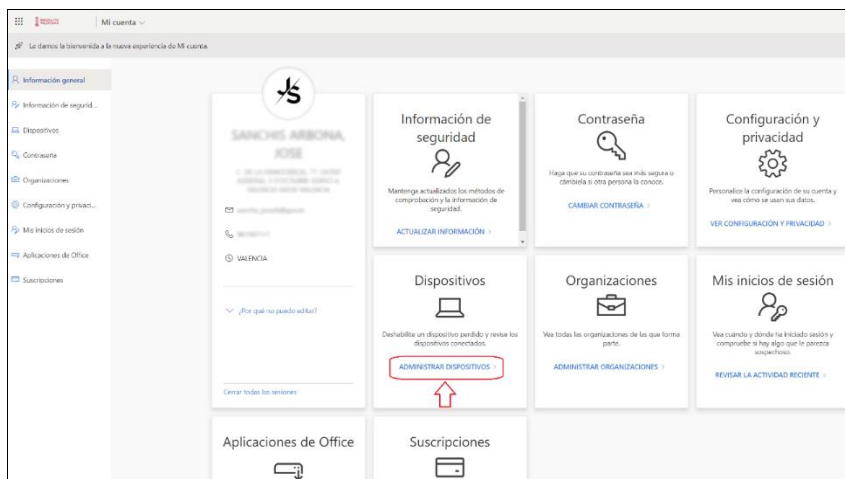 GENERALITAT
VALENCIANA
Mi cuenta
Le damos la bienvenida a la nueva experiencia de Mi cuenta.
Información general
Información de segurid...
Dispositivos
Contraseña
Organizaciones
Configuración y privaci...
Mis inicios de sesión
Aplicaciones de Office
Suscripciones
JS
SANCHIS ARBONA,
JOSE
VALENCIA
¿Por qué no puedo editar?
Cerrar todas las sesiones
Información de
seguridad
Mantenga actualizados los métodos de
comprobación y la información de
seguridad.
ACTUALIZAR INFORMACIÓN >
Contraseña
Haga que su contraseña sea más segura o
cámbiela si otra persona la conoce.
CAMBIAR CONTRASEÑA >
Configuración y
privacidad
Personalice la configuración de su cuenta y
vea cómo se usan sus datos.
VER CONFIGURACIÓN Y PRIVACIDAD >
Dispositivos
Deshabilite un dispositivo perdido y revise los
dispositivos conectados.
ADMINISTRAR DISPOSITIVOS >
Organizaciones
Vea todas las organizaciones de las que forma
parte.
ADMINISTRAR ORGANIZACIONES >
Mis inicios de sesión
Vea cuándo y dónde ha iniciado sesión y
compruebe si hay algo que le parezca
sospechoso.
REVISAR LA ACTIVIDAD RECIENTE >
Aplicaciones de Office
Suscripciones